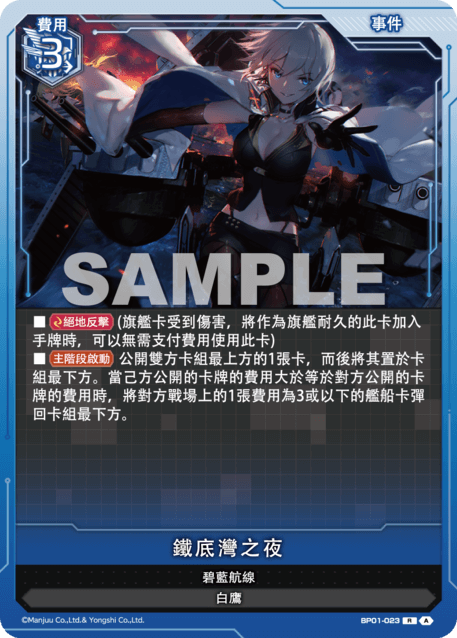 費用
事件
3
SAMPLE
■ 絕地反擊 (旗艦卡受到傷害，將作為旗艦耐久的此卡加入
手牌時，可以無需支付費用使用此卡)
■ 主階段啟動 公開雙方卡組最上方的1張卡，而後將其置於卡
組最下方。當己方公開的卡牌的費用大於等於對方公開的卡
牌的費用時，將對方戰場上的1張費用為3或以下的艦船卡彈
回卡組最下方。
鐵底灣之夜
碧藍航線
白鷹
©Manjuu Co.,Ltd.& Yongshi Co.,Ltd. BP01-023 R A